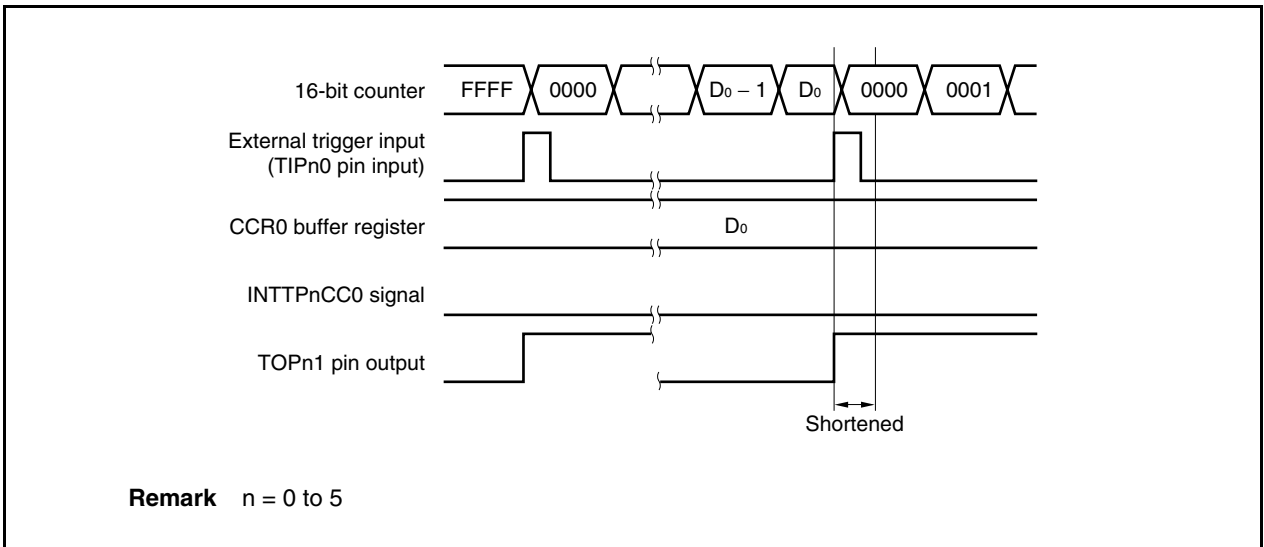 16-bit counter FFFF 0000 D0 − 1 D0 0000 0001
External trigger input
(TIPn0 pin input)
CCR0 buffer register D0
INTTPnCC0 signal
TOPn1 pin output
Shortened
Remark n = 0 to 5